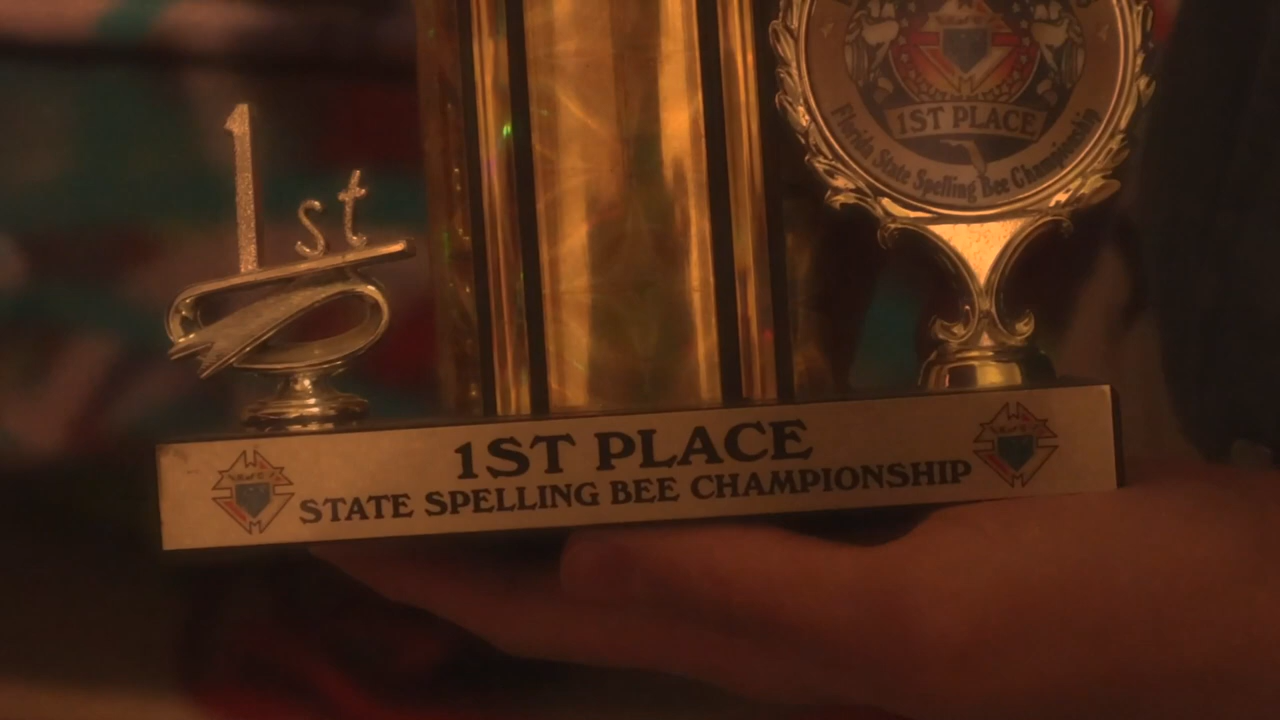 1st
1ST PLACE
Florida State Spelling Bee Championship
1ST PLACE
STATE SPELLING BEE CHAMPIONSHIP